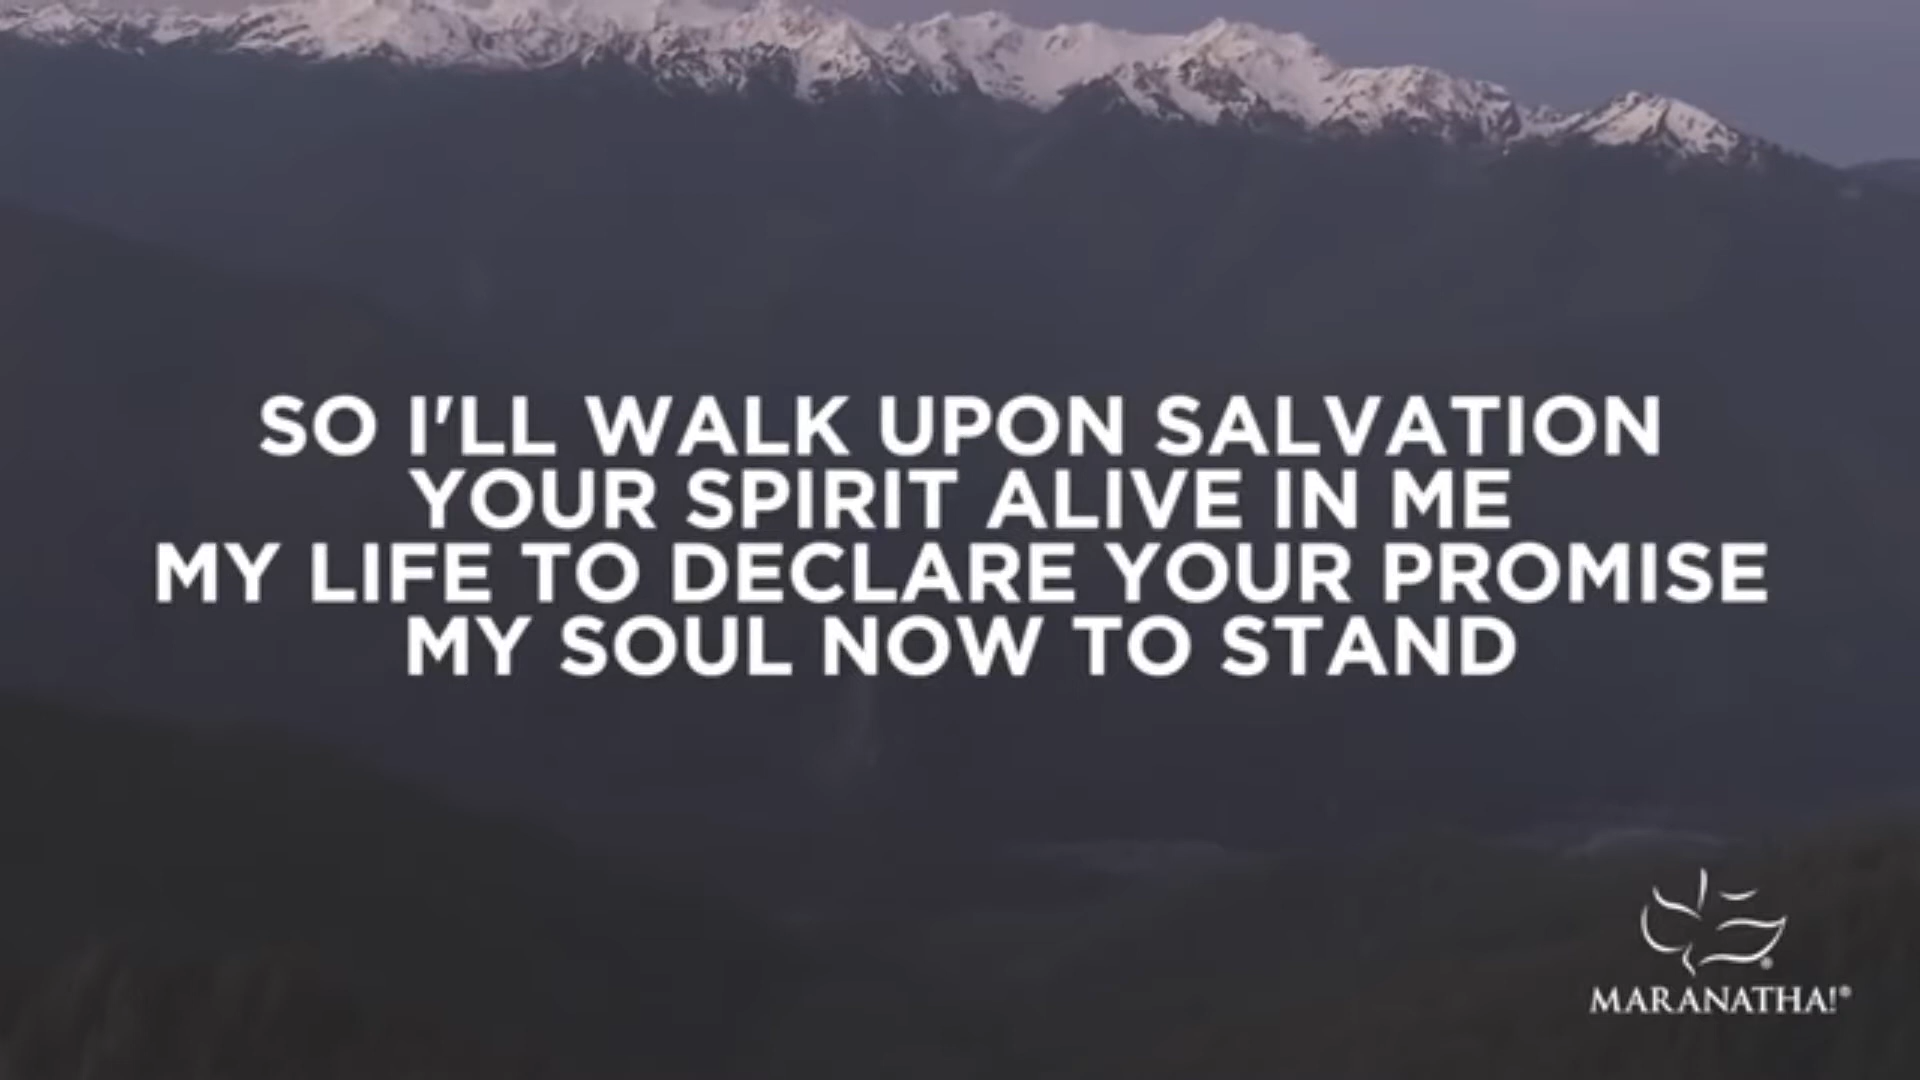 SO I'LL WALK UPON SALVATION
YOUR SPIRIT ALIVE IN ME
MY LIFE TO DECLARE YOUR PROMISE
MY SOUL NOW TO STAND
MARANATHA!®